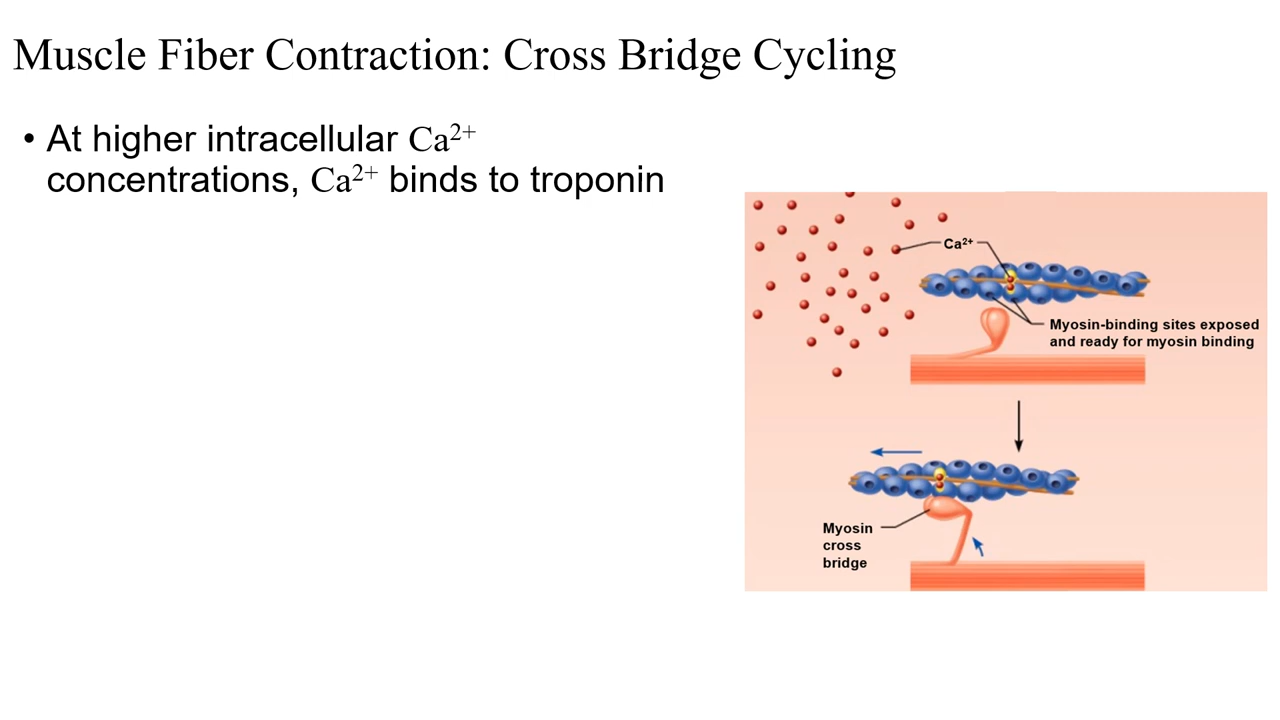 Muscle Fiber Contraction: Cross Bridge Cycling
• At higher intracellular Ca²⁺
concentrations, Ca²⁺ binds to troponin
Ca²⁺
Myosin-binding sites exposed
and ready for myosin binding
Myosin
cross
bridge